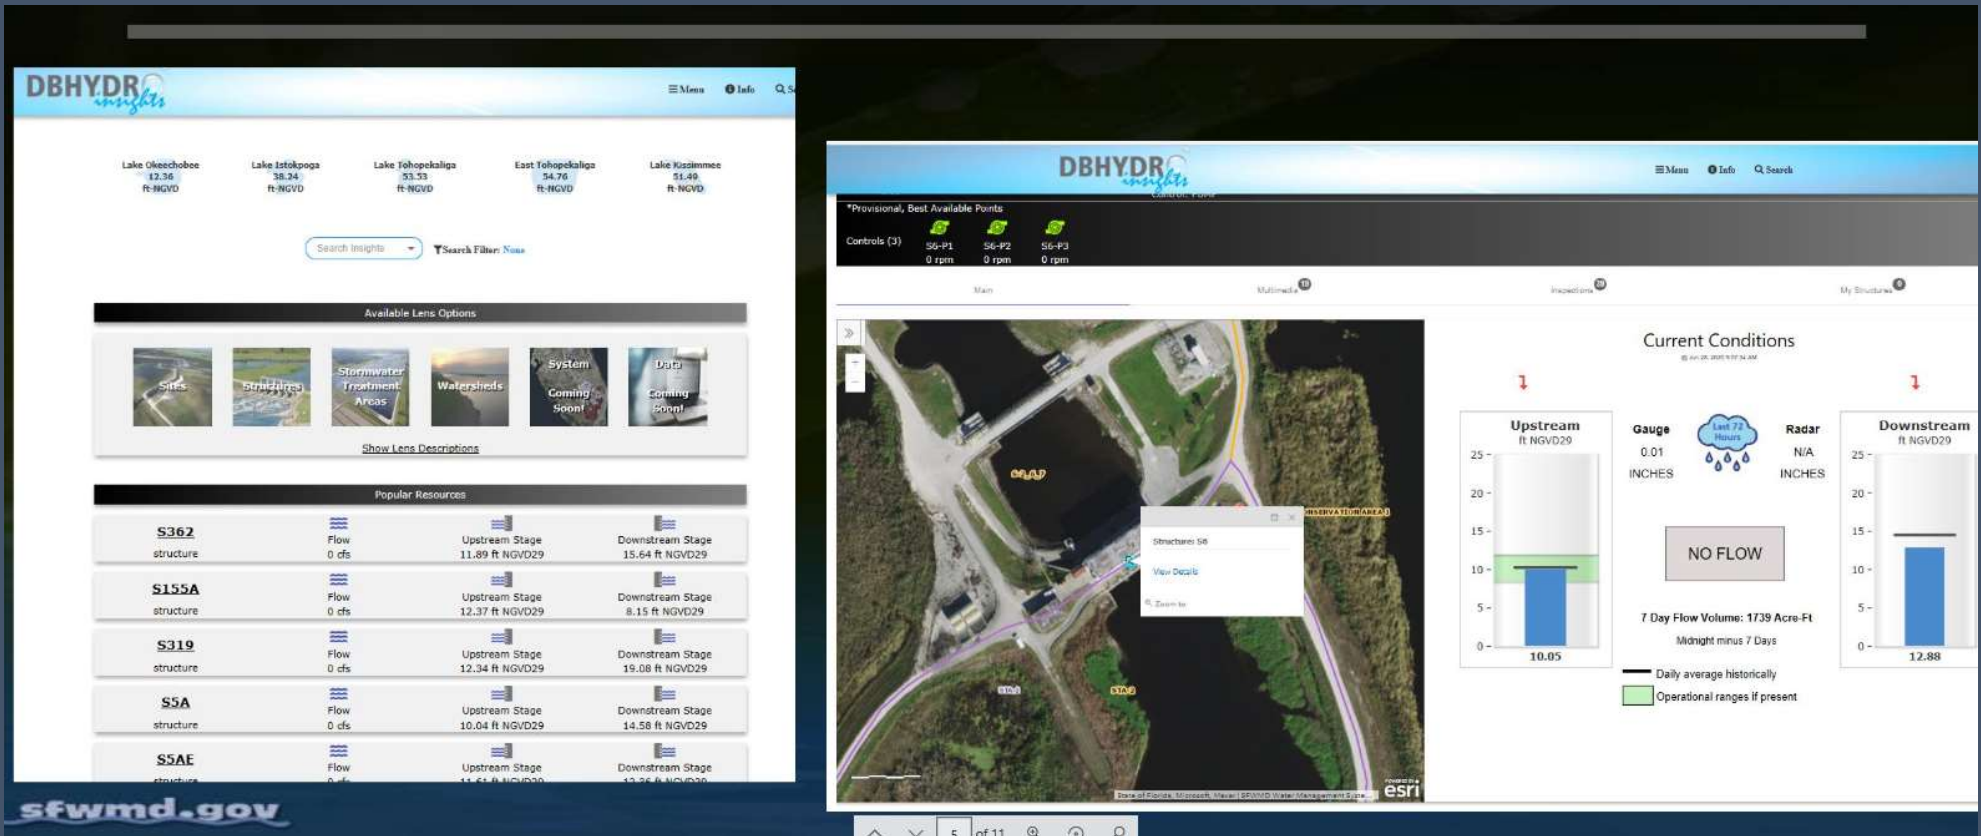 DBHYDRO
insights
Menu
Info
Lake Okeechobee
12.36
ft-NGVD
Lake Istokpoga
38.24
ft-NGVD
Lake Tohopekaliga
53.53
ft-NGVD
East Tohopekaliga
54.76
ft-NGVD
Lake Kissimmee
51.49
ft-NGVD
Search Insights
Search Filter: None
Available Lens Options
Sites
Structures
Stormwater
Treatment
Areas
Watersheds
System
Coming
Soon!
Data
Coming
Soon!
Show Lens Descriptions
Popular Resources
S362
structure
Flow
0 cfs
Upstream Stage
11.89 ft NGVD29
Downstream Stage
15.64 ft NGVD29
S155A
structure
Flow
0 cfs
Upstream Stage
12.37 ft NGVD29
Downstream Stage
8.15 ft NGVD29
S319
structure
Flow
0 cfs
Upstream Stage
12.34 ft NGVD29
Downstream Stage
19.08 ft NGVD29
S5A
structure
Flow
0 cfs
Upstream Stage
10.04 ft NGVD29
Downstream Stage
14.58 ft NGVD29
S5AE
Flow
Upstream Stage
Downstream Stage
sfwmd.gov
DBHYDRO
insights
Menu
Info
Search
*Provisional, Best Available Points
Controls (3)
S6-P1
0 rpm
S6-P2
0 rpm
S6-P3
0 rpm
Main
Multimedia
Inspections
My Structures
Structure: S6
View Details
Zoom to
STA-2
POWERED BY
esri
Current Conditions
Upstream
ft NGVD29
25
20
15
10
5
0
10.05
Gauge
0.01
INCHES
Last 72
Hours
Radar
N/A
INCHES
NO FLOW
7 Day Flow Volume: 1739 Acre-Ft
Midnight minus 7 Days
Daily average historically
Operational ranges if present
Downstream
ft NGVD29
25
20
15
10
5
0
12.88
5 of 11